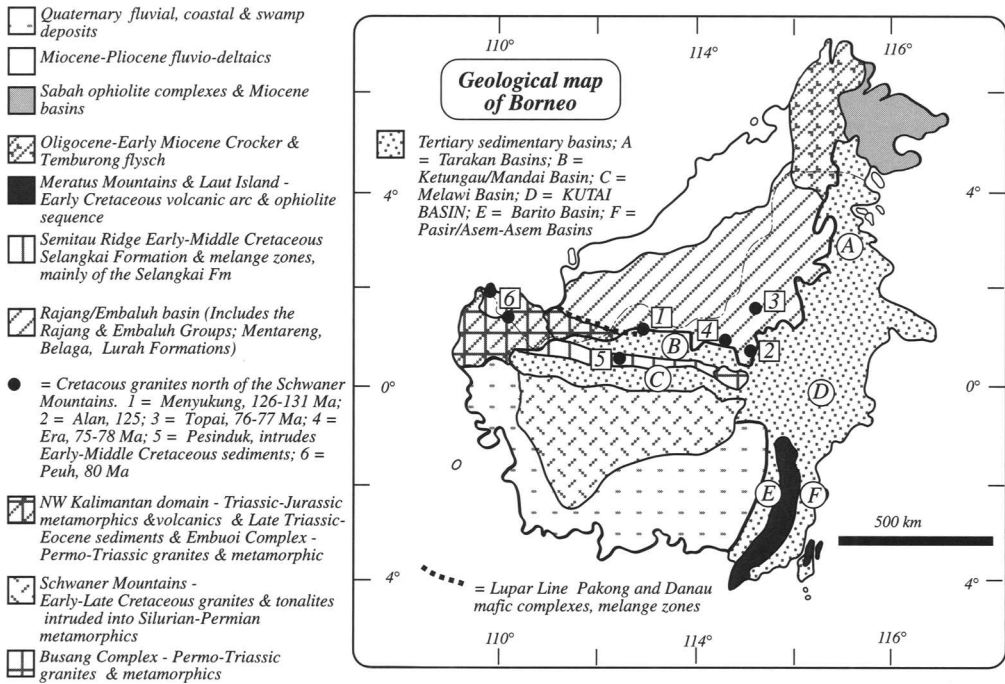 Quaternary fluvial, coastal & swamp
deposits
Miocene-Pliocene fluvio-deltaics
Sabah ophiolite complexes & Miocene
basins
Oligocene-Early Miocene Crocker &
Temburong flysch
Meratus Mountains & Laut Island -
Early Cretaceous volcanic arc & ophiolite
sequence
Semitau Ridge Early-Middle Cretaceous
Selangkai Formation & melange zones,
mainly of the Selangkai Fm
Rajang/Embaluh basin (Includes the
Rajang & Embaluh Groups; Mentareng,
Belaga, Lurah Formations)
= Cretacous granites north of the Schwaner
Mountains. 1 = Menyukung, 126-131 Ma;
2 = Alan, 125; 3 = Topai, 76-77 Ma; 4 =
Era, 75-78 Ma; 5 = Pesinduk, intrudes
Early-Middle Cretaceous sediments; 6 =
Peuh, 80 Ma
NW Kalimantan domain - Triassic-Jurassic
metamorphics &volcanics & Late Triassic-
Eocene sediments & Embuoi Complex -
Permo-Triassic granites & metamorphic
Schwaner Mountains -
Early-Late Cretaceous granites & tonalites
intruded into Silurian-Permian
metamorphics
Busang Complex - Permo-Triassic
granites & metamorphics
110° 114° 116°
Geological map
of Borneo
Tertiary sedimentary basins; A
= Tarakan Basins; B =
Ketungau/Mandai Basin; C =
Melawi Basin; D = KUTAI
BASIN; E = Barito Basin; F =
Pasir/Asem-Asem Basins
4° 4°
A
6 1 3
4
B 2
5
C
0° D 0°
E F
500 km
4° 4°
= Lupar Line Pakong and Danau
mafic complexes, melange zones
110° 114° 116°